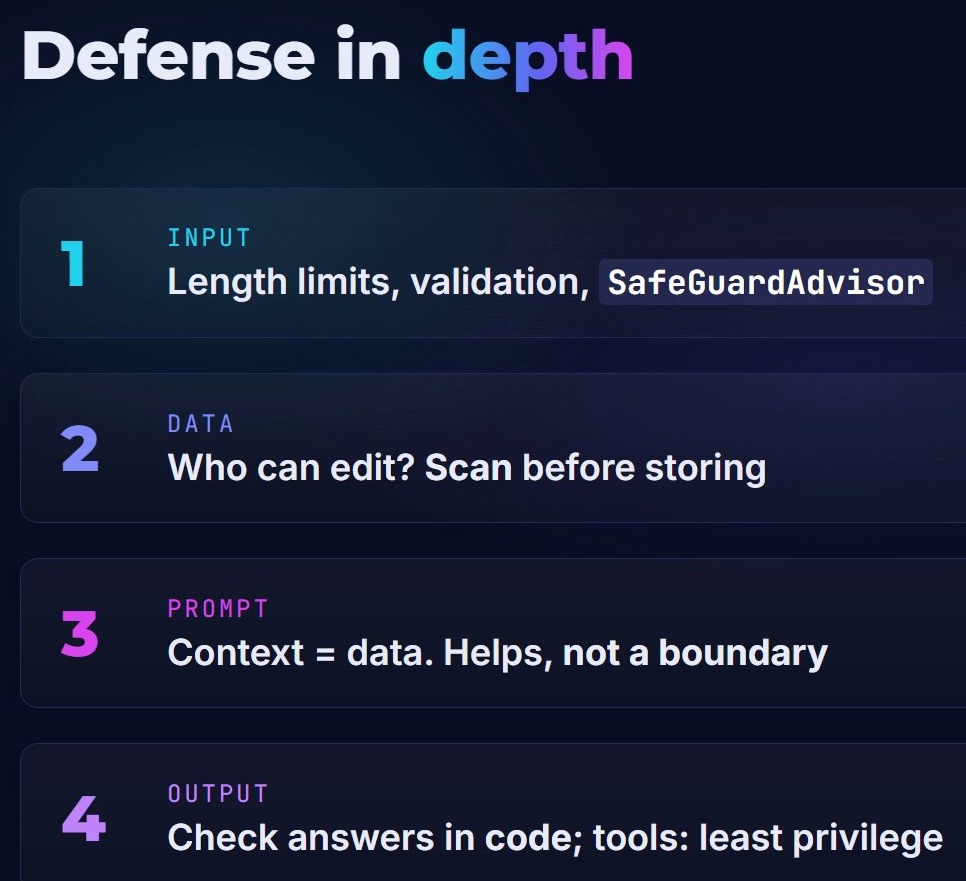 Defense in depth
1
INPUT
Length limits, validation, SafeGuardAdvisor
2
DATA
Who can edit? Scan before storing
3
PROMPT
Context = data. Helps, not a boundary
4
OUTPUT
Check answers in code; tools: least privilege